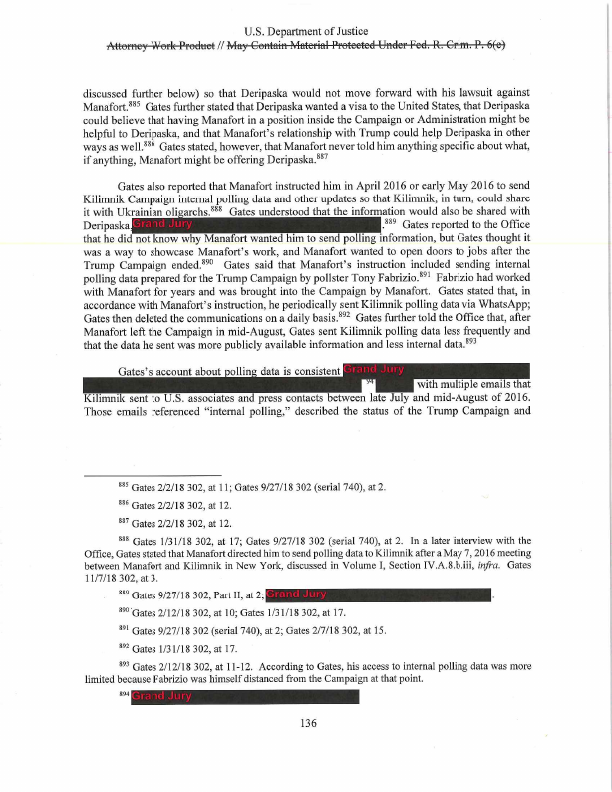 U.S. Department of Justice
Attorney Work Product // May Contain Material Protected Under Fed. R. Crim. P. 6(e)
discussed further below) so that Deripaska would not move forward with his lawsuit against
Manafort.885 Gates further stated that Deripaska wanted a visa to the United States, that Deripaska
could believe that having Manafort in a position inside the Campaign or Administration might be
helpful to Deripaska, and that Manafort's relationship with Trump could help Deripaska in other
ways as well.886 Gates stated, however, that Manafort never told him anything specific about what,
if anything, Manafort might be offering Deripaska.887
Gates also reported that Manafort instructed him in April 2016 or early May 2016 to send
Kilimnik Campaign internal polling data and other updates so that Kilimnik, in turn, could share
it with Ukrainian oligarchs.888 Gates understood that the information would also be shared with
Deripaska, Grand Jury .889 Gates reported to the Office
that he did not know why Manafort wanted him to send polling information, but Gates thought it
was a way to showcase Manafort's work, and Manafort wanted to open doors to jobs after the
Trump Campaign ended.890 Gates said that Manafort's instruction included sending internal
polling data prepared for the Trump Campaign by pollster Tony Fabrizio.891 Fabrizio had worked
with Manafort for years and was brought into the Campaign by Manafort. Gates stated that, in
accordance with Manafort's instruction, he periodically sent Kilimnik polling data via WhatsApp;
Gates then deleted the communications on a daily basis.892 Gates further told the Office that, after
Manafort left the Campaign in mid-August, Gates sent Kilimnik polling data less frequently and
that the data he sent was more publicly available information and less internal data.893
Gates's account about polling data is consistent Grand Jury
94 with multiple emails that
Kilimnik sent to U.S. associates and press contacts between late July and mid-August of 2016.
Those emails referenced "internal polling," described the status of the Trump Campaign and
885 Gates 2/2/18 302, at 11; Gates 9/27/18 302 (serial 740), at 2.
886 Gates 2/2/18 302, at 12.
887 Gates 2/2/18 302, at 12.
888 Gates 1/31/18 302, at 17; Gates 9/27/18 302 (serial 740), at 2. In a later interview with the
Office, Gates stated that Manafort directed him to send polling data to Kilimnik after a May 7, 2016 meeting
between Manafort and Kilimnik in New York, discussed in Volume I, Section IV.A.8.b.iii, infra. Gates
11/7/18 302, at 3.
889 Gates 9/27/18 302, Part II, at 2; Grand Jury .
890 Gates 2/12/18 302, at 10; Gates 1/31/18 302, at 17.
891 Gates 9/27/18 302 (serial 740), at 2; Gates 2/7/18 302, at 15.
892 Gates 1/31/18 302, at 17.
893 Gates 2/12/18 302, at 11-12. According to Gates, his access to internal polling data was more
limited because Fabrizio was himself distanced from the Campaign at that point.
894 Grand Jury
136